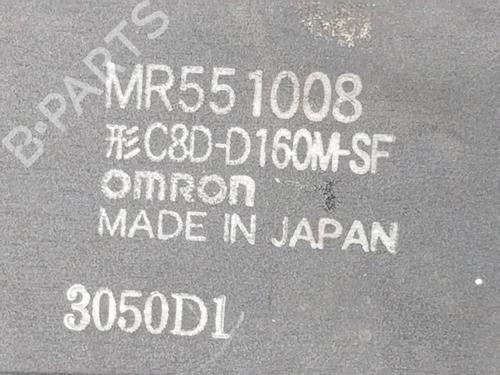 B-PARTS
MR551008
形C8D-D160M-SF
omron
MADE IN JAPAN
3050D1